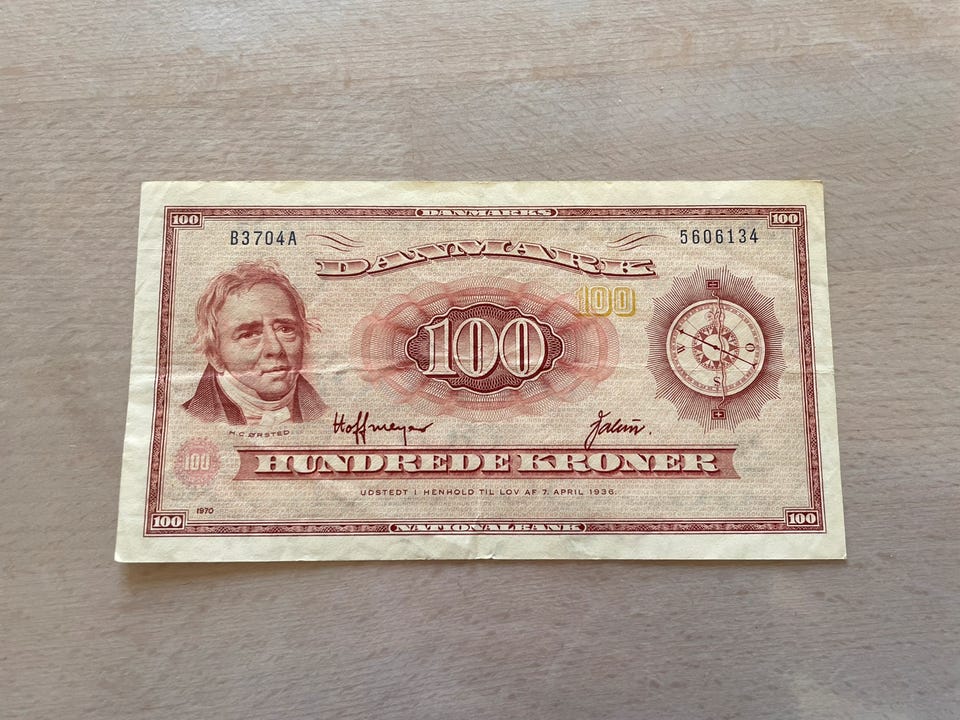 100 DANMARKS 100
B3704A 5606134
DANMARK
100
100
W O
S
H.C. ØRSTED. Hoffmeyer Jalum.
100 HUNDREDE KRONER
UDSTEDT I HENHOLD TIL LOV AF 7. APRIL 1936.
1970
100 NATIONALBANK 100